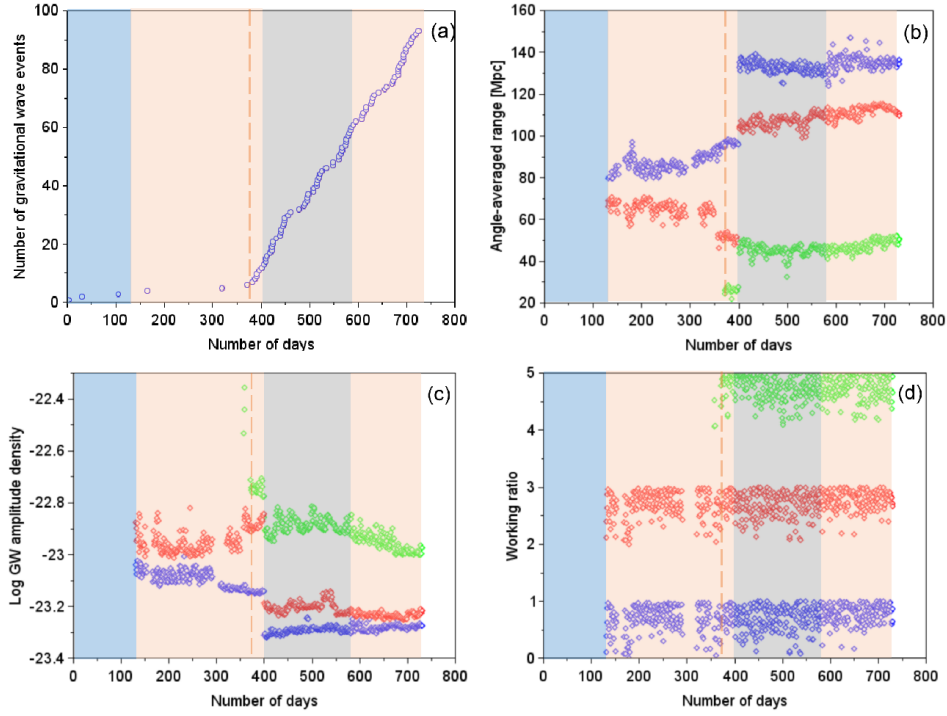 (a)
100
80
60
40
20
0
0 100 200 300 400 500 600 700 800
Number of days
Number of gravitational wave events
(b)
160
140
120
100
80
60
40
20
0 100 200 300 400 500 600 700 800
Number of days
Angle-averaged range [Mpc]
(c)
-22.4
-22.6
-22.8
-23
-23.2
-23.4
0 100 200 300 400 500 600 700 800
Number of days
Log GW amplitude density
(d)
5
4
3
2
1
0
0 100 200 300 400 500 600 700 800
Number of days
Working ratio